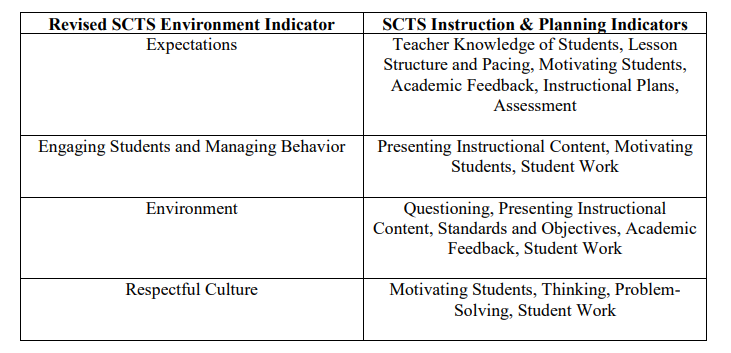 Revised SCTS Environment Indicator
SCTS Instruction & Planning Indicators
Expectations
Teacher Knowledge of Students, Lesson
Structure and Pacing, Motivating Students,
Academic Feedback, Instructional Plans,
Assessment
Engaging Students and Managing Behavior
Presenting Instructional Content, Motivating
Students, Student Work
Environment
Questioning, Presenting Instructional
Content, Standards and Objectives, Academic
Feedback, Student Work
Respectful Culture
Motivating Students, Thinking, Problem-
Solving, Student Work